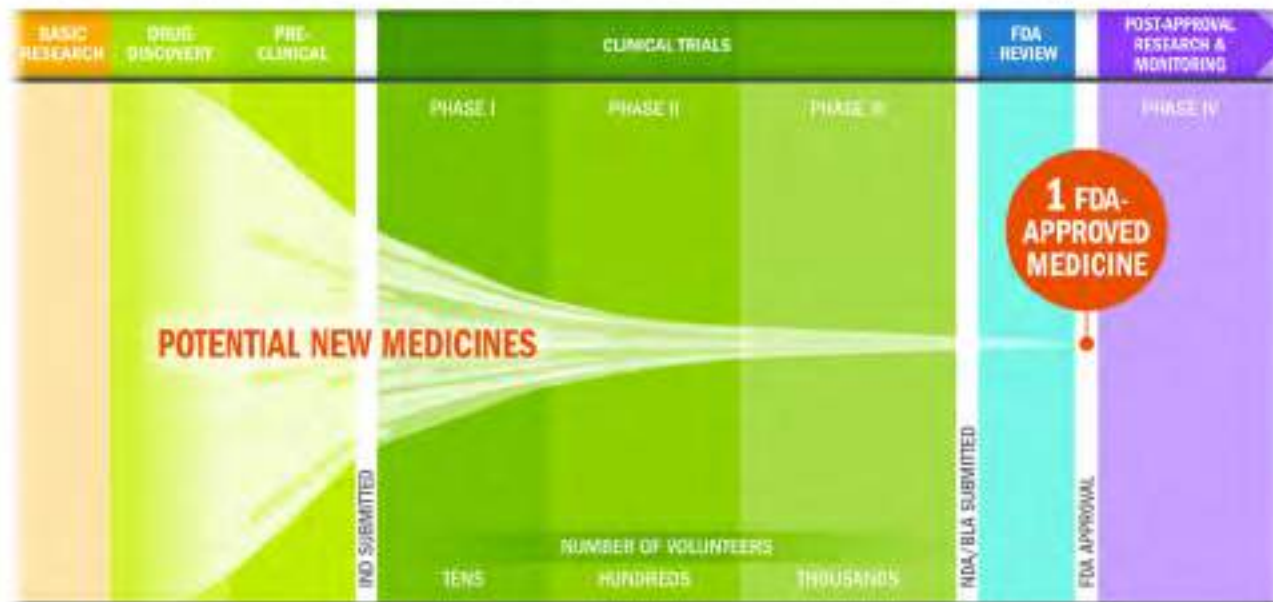 BASIC
RESEARCH
DRUG
DISCOVERY
PRE-
CLINICAL
CLINICAL TRIALS
FDA
REVIEW
POST-APPROVAL
RESEARCH &
MONITORING
PHASE I
PHASE II
PHASE III
PHASE IV
1 FDA-
APPROVED
MEDICINE
POTENTIAL NEW MEDICINES
IND SUBMITTED
NDA/BLA SUBMITTED
FDA APPROVAL
NUMBER OF VOLUNTEERS
TENS
HUNDREDS
THOUSANDS